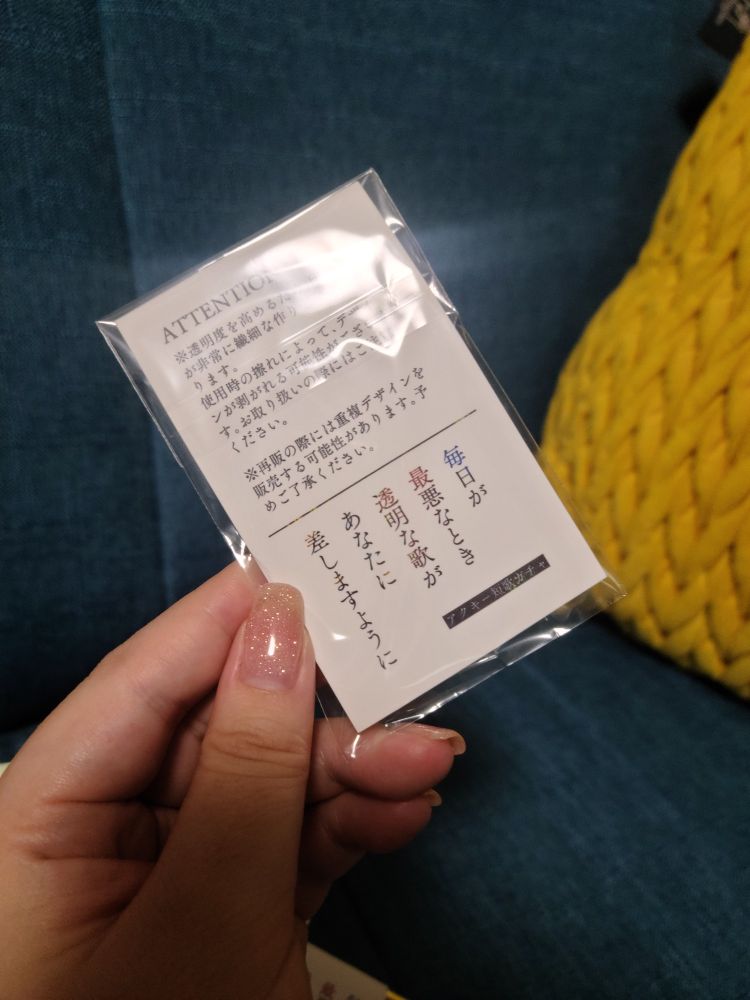 ATTENTIO
※透明度を高めるた
が非常に繊細な作り
ります。
使用時の擦れによって、デ
ンが剥がれる可能性がござ
す。お取り扱いの際にはご
ください。
※再販の際には重複デザインを
販売する可能性があります。予
めご了承ください。
毎日が
最悪なとき
透明な歌が
あなたに
差しますように
アクキー短歌ガチャ